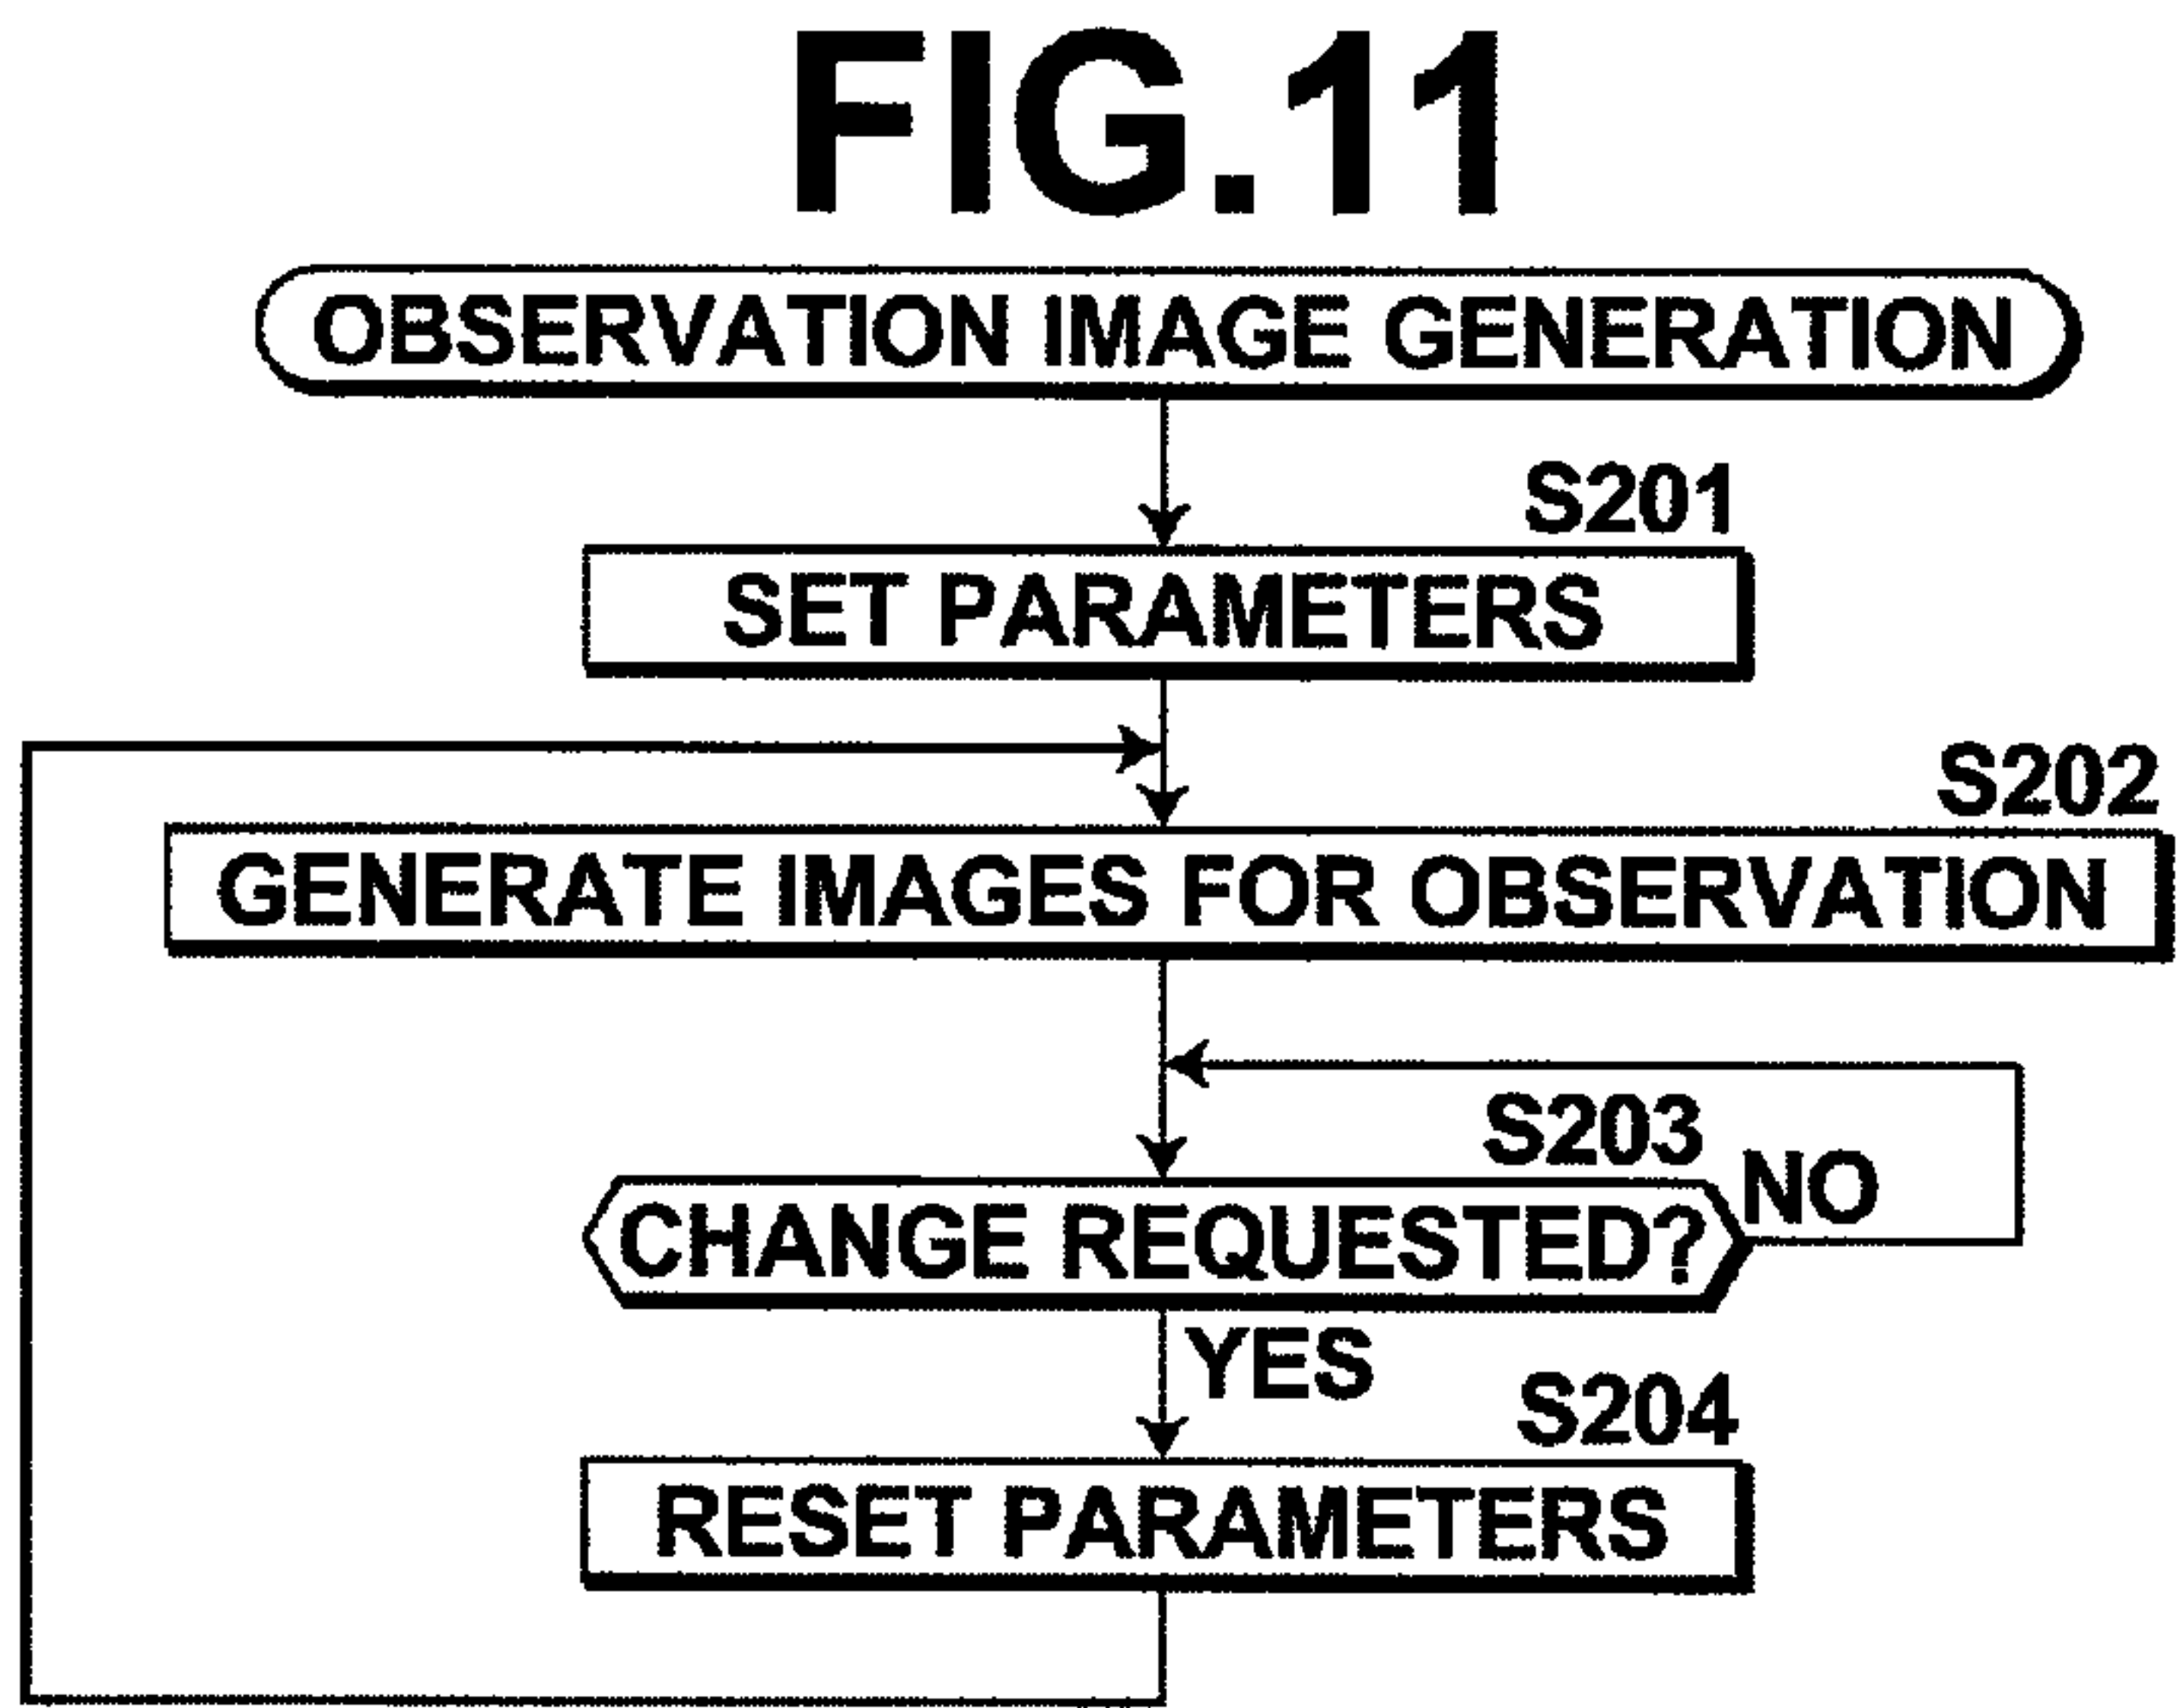 FIG.11
OBSERVATION IMAGE GENERATION
S201
SET PARAMETERS
S202
GENERATE IMAGES FOR OBSERVATION
S203
NO
CHANGE REQUESTED?
YES
S204
RESET PARAMETERS